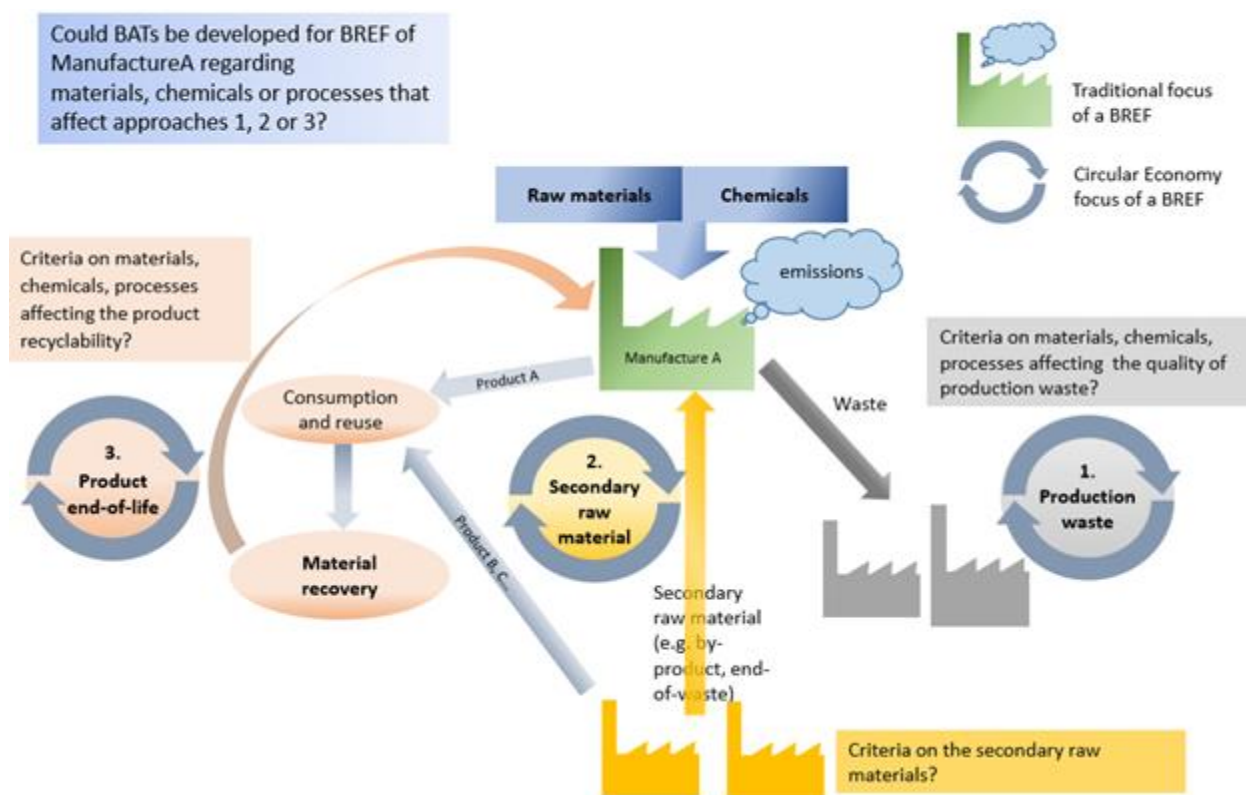 Could BATs be developed for BREF of
ManufactureA regarding
materials, chemicals or processes that
affect approaches 1, 2 or 3?
Traditional focus
of a BREF
Circular Economy
focus of a BREF
Raw materials
Chemicals
emissions
Manufacture A
Criteria on materials,
chemicals, processes
affecting the product
recyclability?
Criteria on materials, chemicals,
processes affecting the quality of
production waste?
Product A
Waste
Consumption
and reuse
3.
Product
end-of-life
2.
Secondary
raw
material
1.
Production
waste
Material
recovery
Product B, C...
Secondary
raw material
(e.g. by-
product, end-
of-waste)
Criteria on the secondary raw
materials?